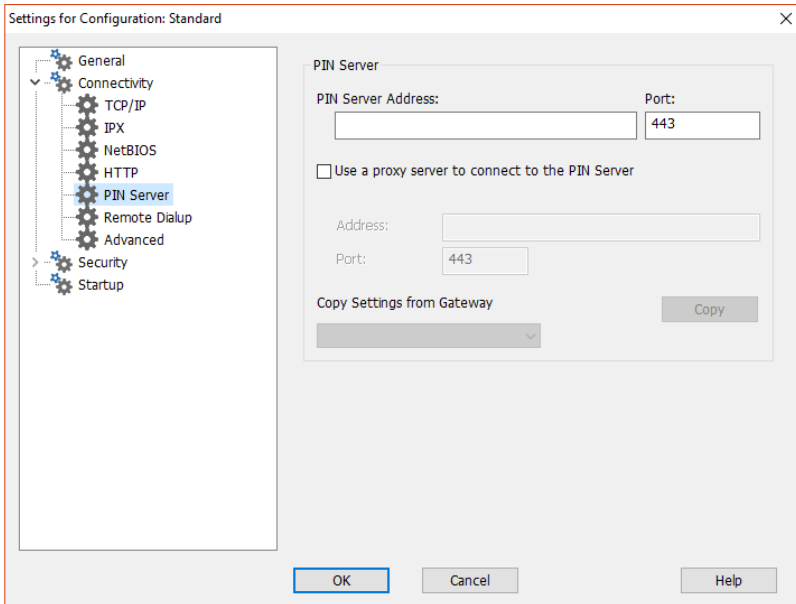 Settings for Configuration: Standard
General
Connectivity
TCP/IP
IPX
NetBIOS
HTTP
PIN Server
Remote Dialup
Advanced
Security
Startup
PIN Server
PIN Server Address:
Port:
443
Use a proxy server to connect to the PIN Server
Address:
Port:
443
Copy Settings from Gateway
Copy
OK
Cancel
Help